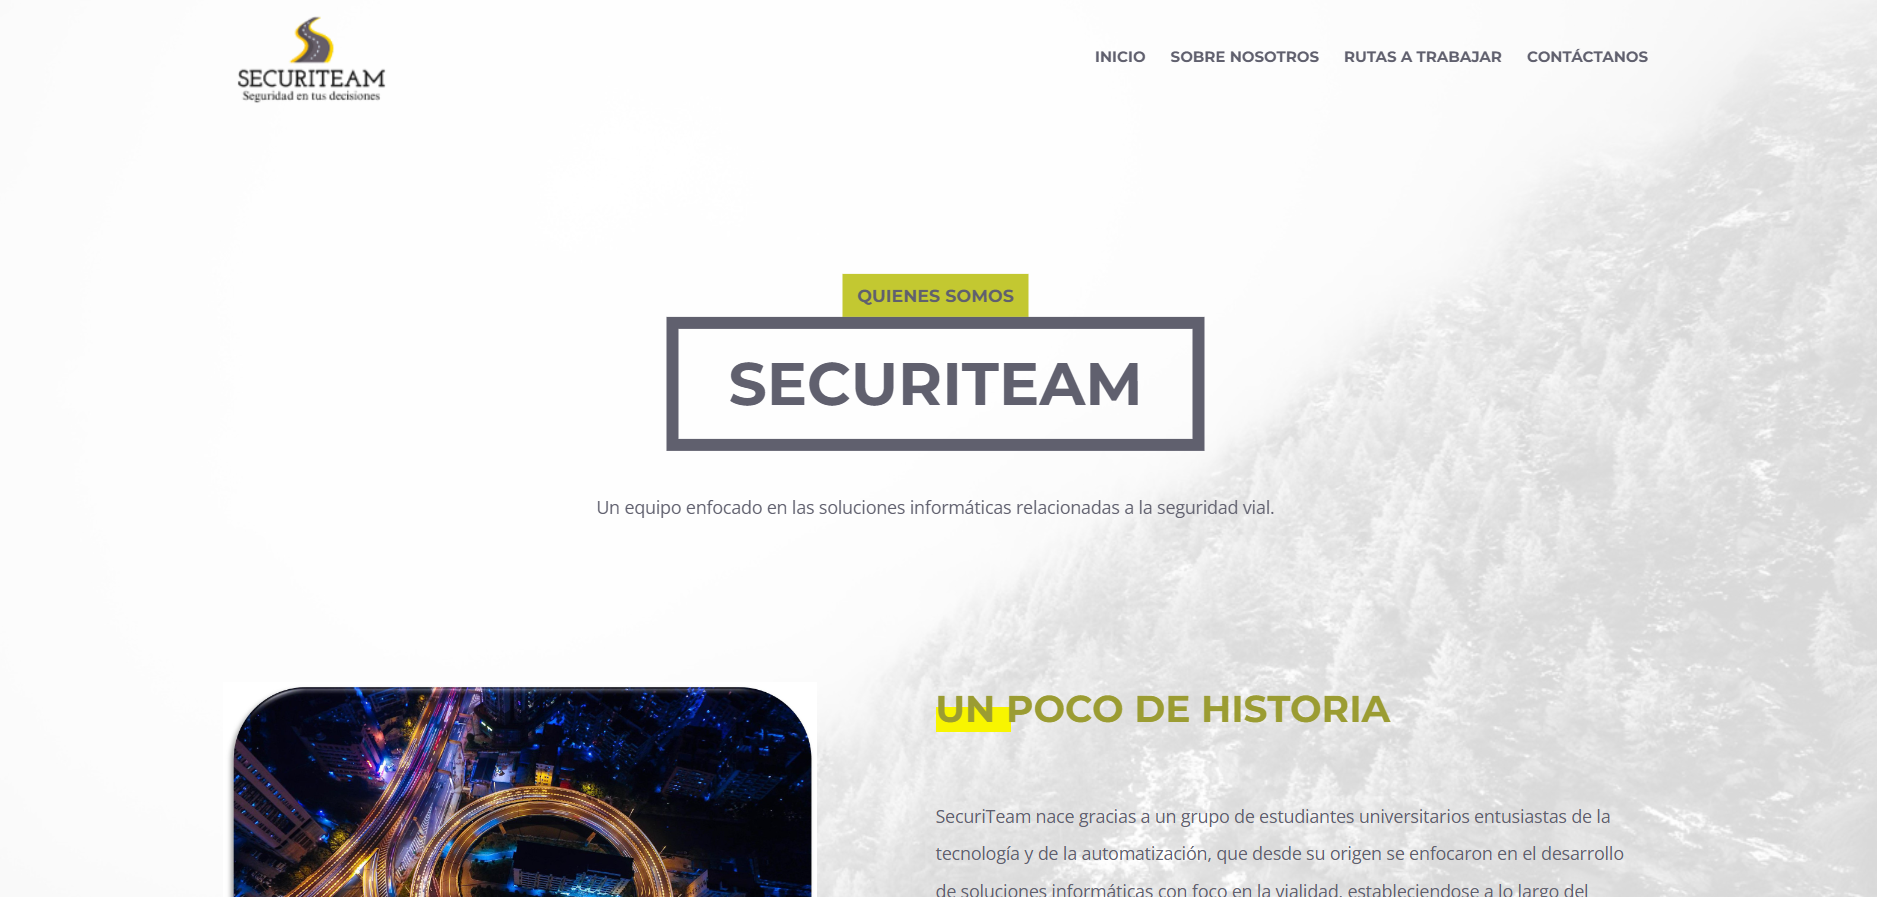 SECURITEAM
Seguridad en tus decisiones
INICIO SOBRE NOSOTROS RUTAS A TRABAJAR CONTÁCTANOS
QUIENES SOMOS
SECURITEAM
Un equipo enfocado en las soluciones informáticas relacionadas a la seguridad vial.
UN POCO DE HISTORIA
SecuriTeam nace gracias a un grupo de estudiantes universitarios entusiastas de la
tecnología y de la automatización, que desde su origen se enfocaron en el desarrollo
de soluciones informáticas con foco en la vialidad, estableciendose a lo largo del